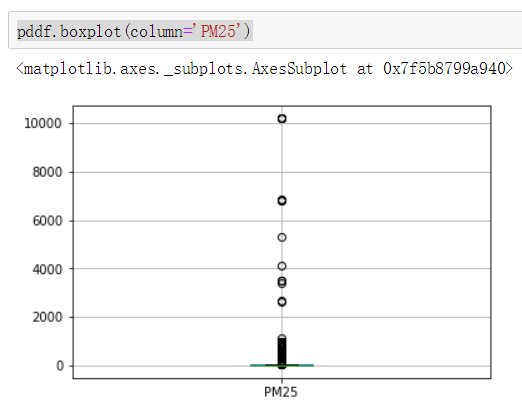 pddf.boxplot(column='PM25')
<matplotlib.axes._subplots.AxesSubplot at 0x7f5b8799a940>
10000
8000
6000
4000
2000
0
PM25